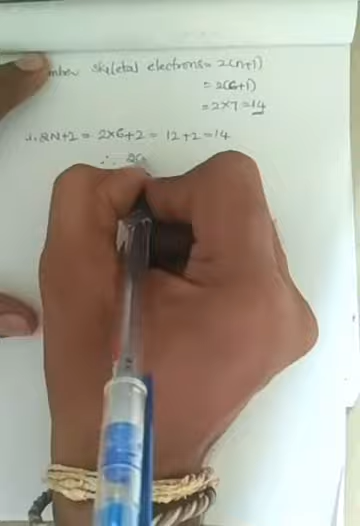 skeletal electrons = 2(n+1)
= 2(6+1)
= 2×7 = 14
2N+2 = 2×6+2 = 12+2 = 14
∴